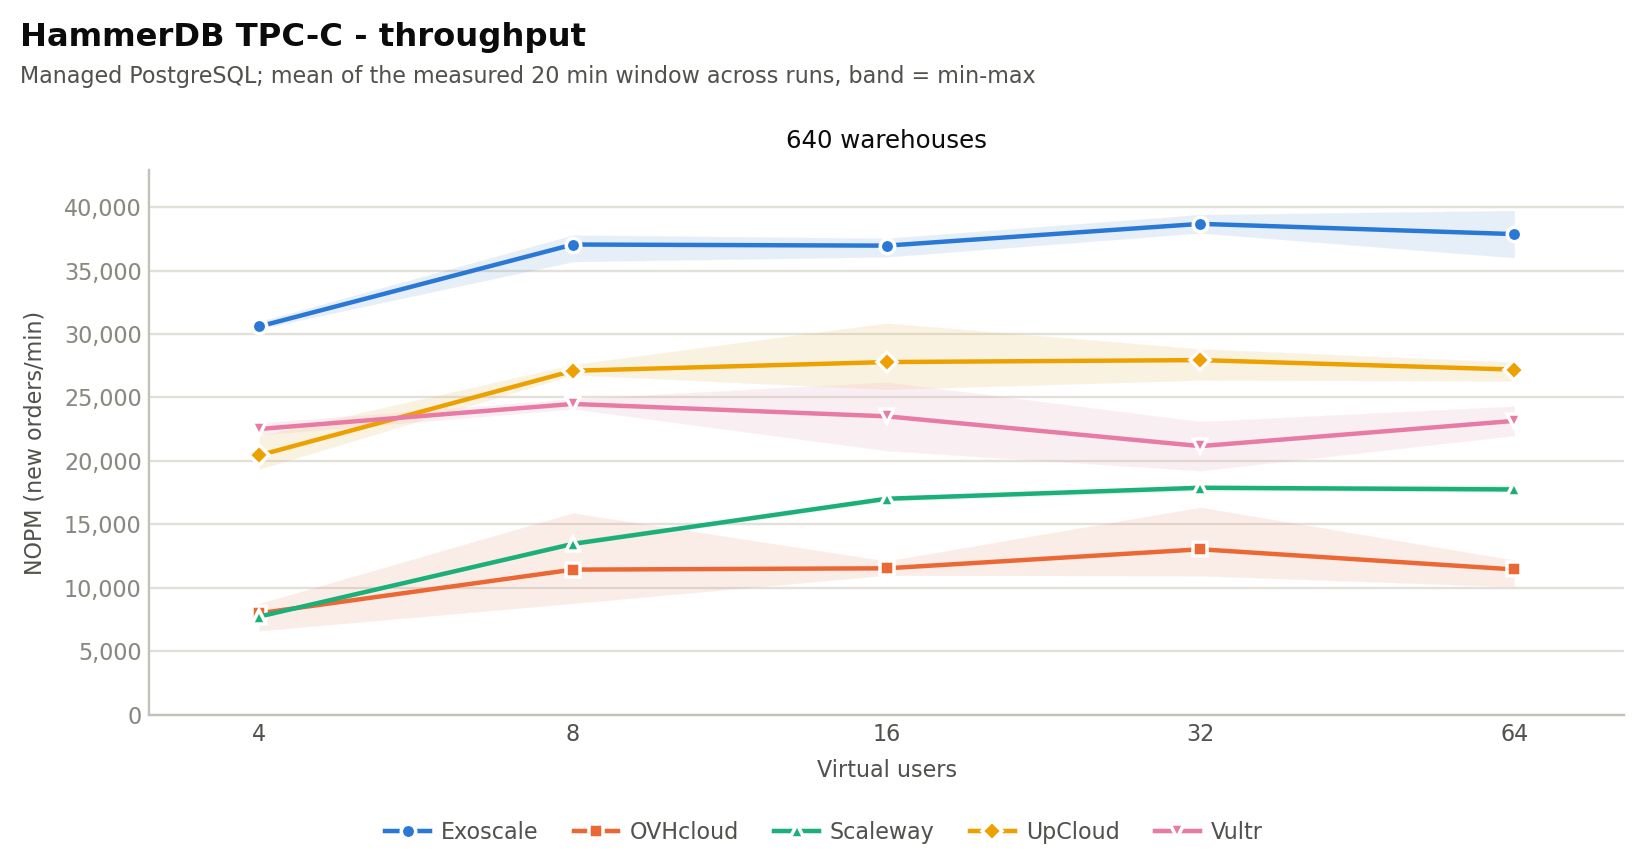 HammerDB TPC-C - throughput
Managed PostgreSQL; mean of the measured 20 min window across runs, band = min-max
640 warehouses
NOPM (new orders/min)
40,000
35,000
30,000
25,000
20,000
15,000
10,000
5,000
0
4 8 16 32 64
Virtual users
Exoscale OVHcloud Scaleway UpCloud Vultr